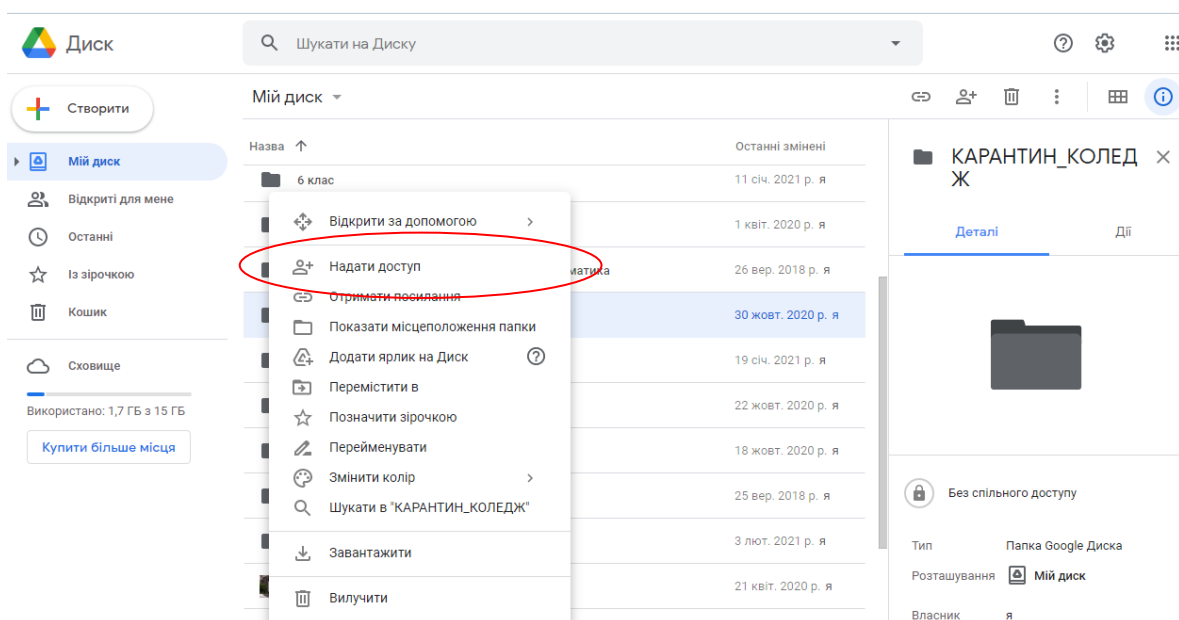 Диск
Шукати на Диску
Створити
Мій диск
Відкриті для мене
Останні
Із зірочкою
Кошик
Сховище
Використано: 1,7 ГБ з 15 ГБ
Купити більше місця
Мій диск
Назва
Останні змінені
6 клас
11 січ. 2021 р. я
1 квіт. 2020 р. я
матика
26 вер. 2018 р. я
30 жовт. 2020 р. я
19 січ. 2021 р. я
22 жовт. 2020 р. я
18 жовт. 2020 р. я
25 вер. 2018 р. я
3 лют. 2021 р. я
21 квіт. 2020 р. я
Відкрити за допомогою
Надати доступ
Отримати посилання
Показати місцеположення папки
Додати ярлик на Диск
Перемістити в
Позначити зірочкою
Перейменувати
Змінити колір
Шукати в "КАРАНТИН_КОЛЕДЖ"
Завантажити
Вилучити
КАРАНТИН_КОЛЕД
Ж
Деталі
Дії
Без спільного доступу
Тип Папка Google Диска
Розташування Мій диск
Власник я